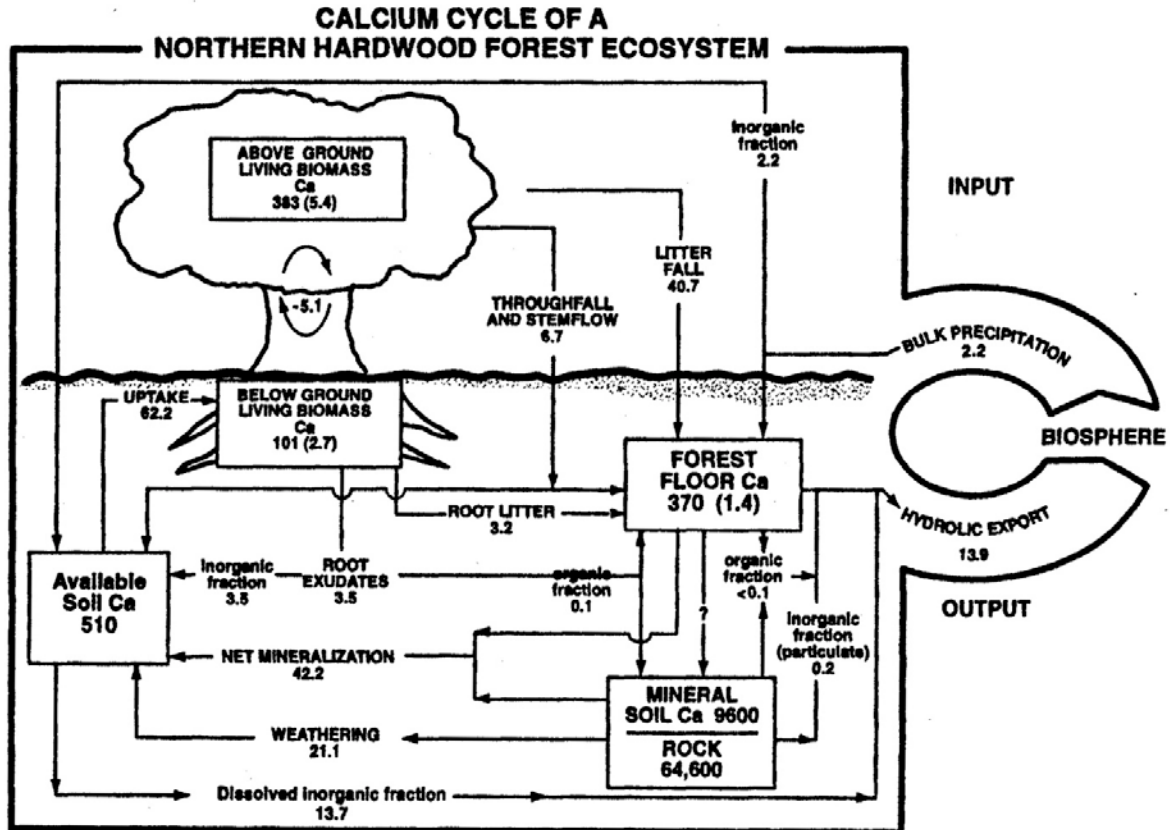 CALCIUM CYCLE OF A
NORTHERN HARDWOOD FOREST ECOSYSTEM
ABOVE GROUND
LIVING BIOMASS
Ca
383 (5.4)
-5.1
Inorganic
fraction
2.2
INPUT
LITTER
FALL
40.7
THROUGHFALL
AND STEMFLOW
6.7
BULK PRECIPITATION
2.2
UPTAKE
62.2
BELOW GROUND
LIVING BIOMASS
Ca
101 (2.7)
BIOSPHERE
FOREST
FLOOR Ca
370 (1.4)
ROOT LITTER
3.2
HYDROLIC EXPORT
13.9
Available
Soil Ca
510
Inorganic
fraction
3.5
ROOT
EXUDATES
3.5
organic
fraction
0.1
organic
fraction
<0.1
?
OUTPUT
Inorganic
fraction
(particulate)
0.2
NET MINERALIZATION
42.2
MINERAL
SOIL Ca 9600
ROCK
64,600
WEATHERING
21.1
Dissolved inorganic fraction
13.7